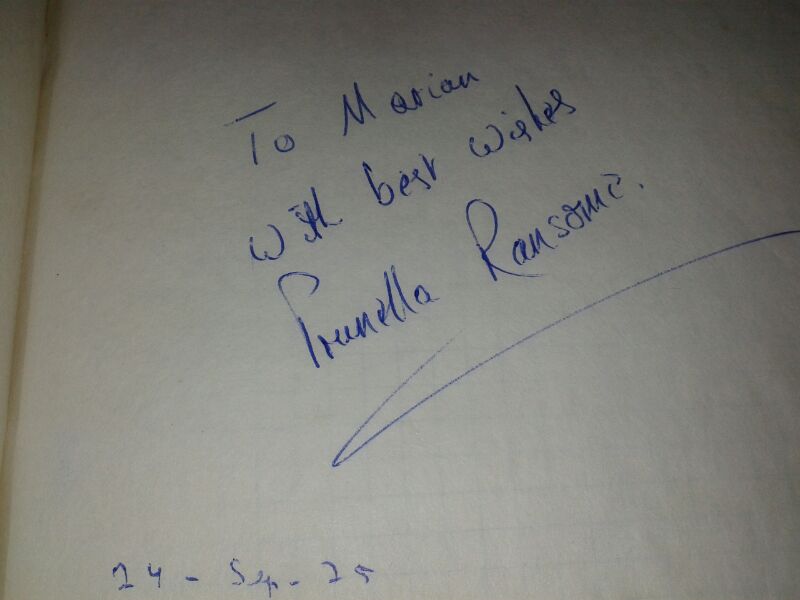 To Marian
with best wishes
Prunella Ransome.
24 - Sep - 75